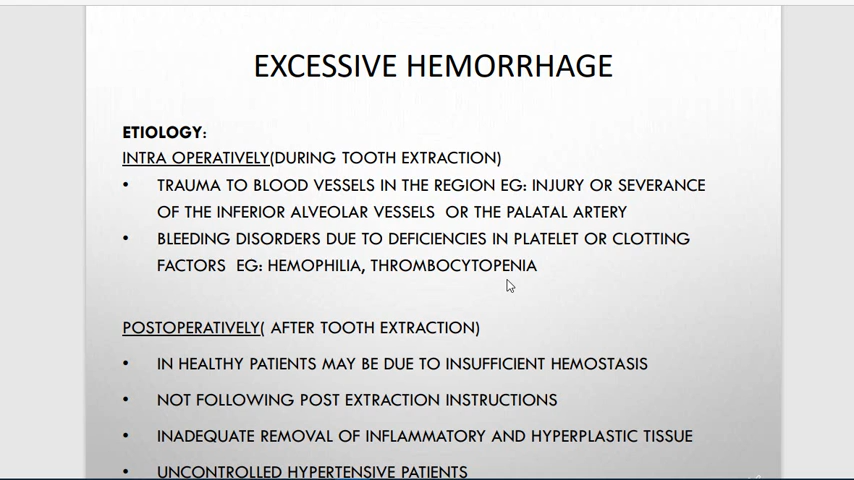 EXCESSIVE HEMORRHAGE
ETIOLOGY:
INTRA OPERATIVELY(DURING TOOTH EXTRACTION)
• TRAUMA TO BLOOD VESSELS IN THE REGION EG: INJURY OR SEVERANCE
OF THE INFERIOR ALVEOLAR VESSELS OR THE PALATAL ARTERY
• BLEEDING DISORDERS DUE TO DEFICIENCIES IN PLATELET OR CLOTTING
FACTORS EG: HEMOPHILIA, THROMBOCYTOPENIA
POSTOPERATIVELY( AFTER TOOTH EXTRACTION)
• IN HEALTHY PATIENTS MAY BE DUE TO INSUFFICIENT HEMOSTASIS
• NOT FOLLOWING POST EXTRACTION INSTRUCTIONS
• INADEQUATE REMOVAL OF INFLAMMATORY AND HYPERPLASTIC TISSUE
• UNCONTROLLED HYPERTENSIVE PATIENTS